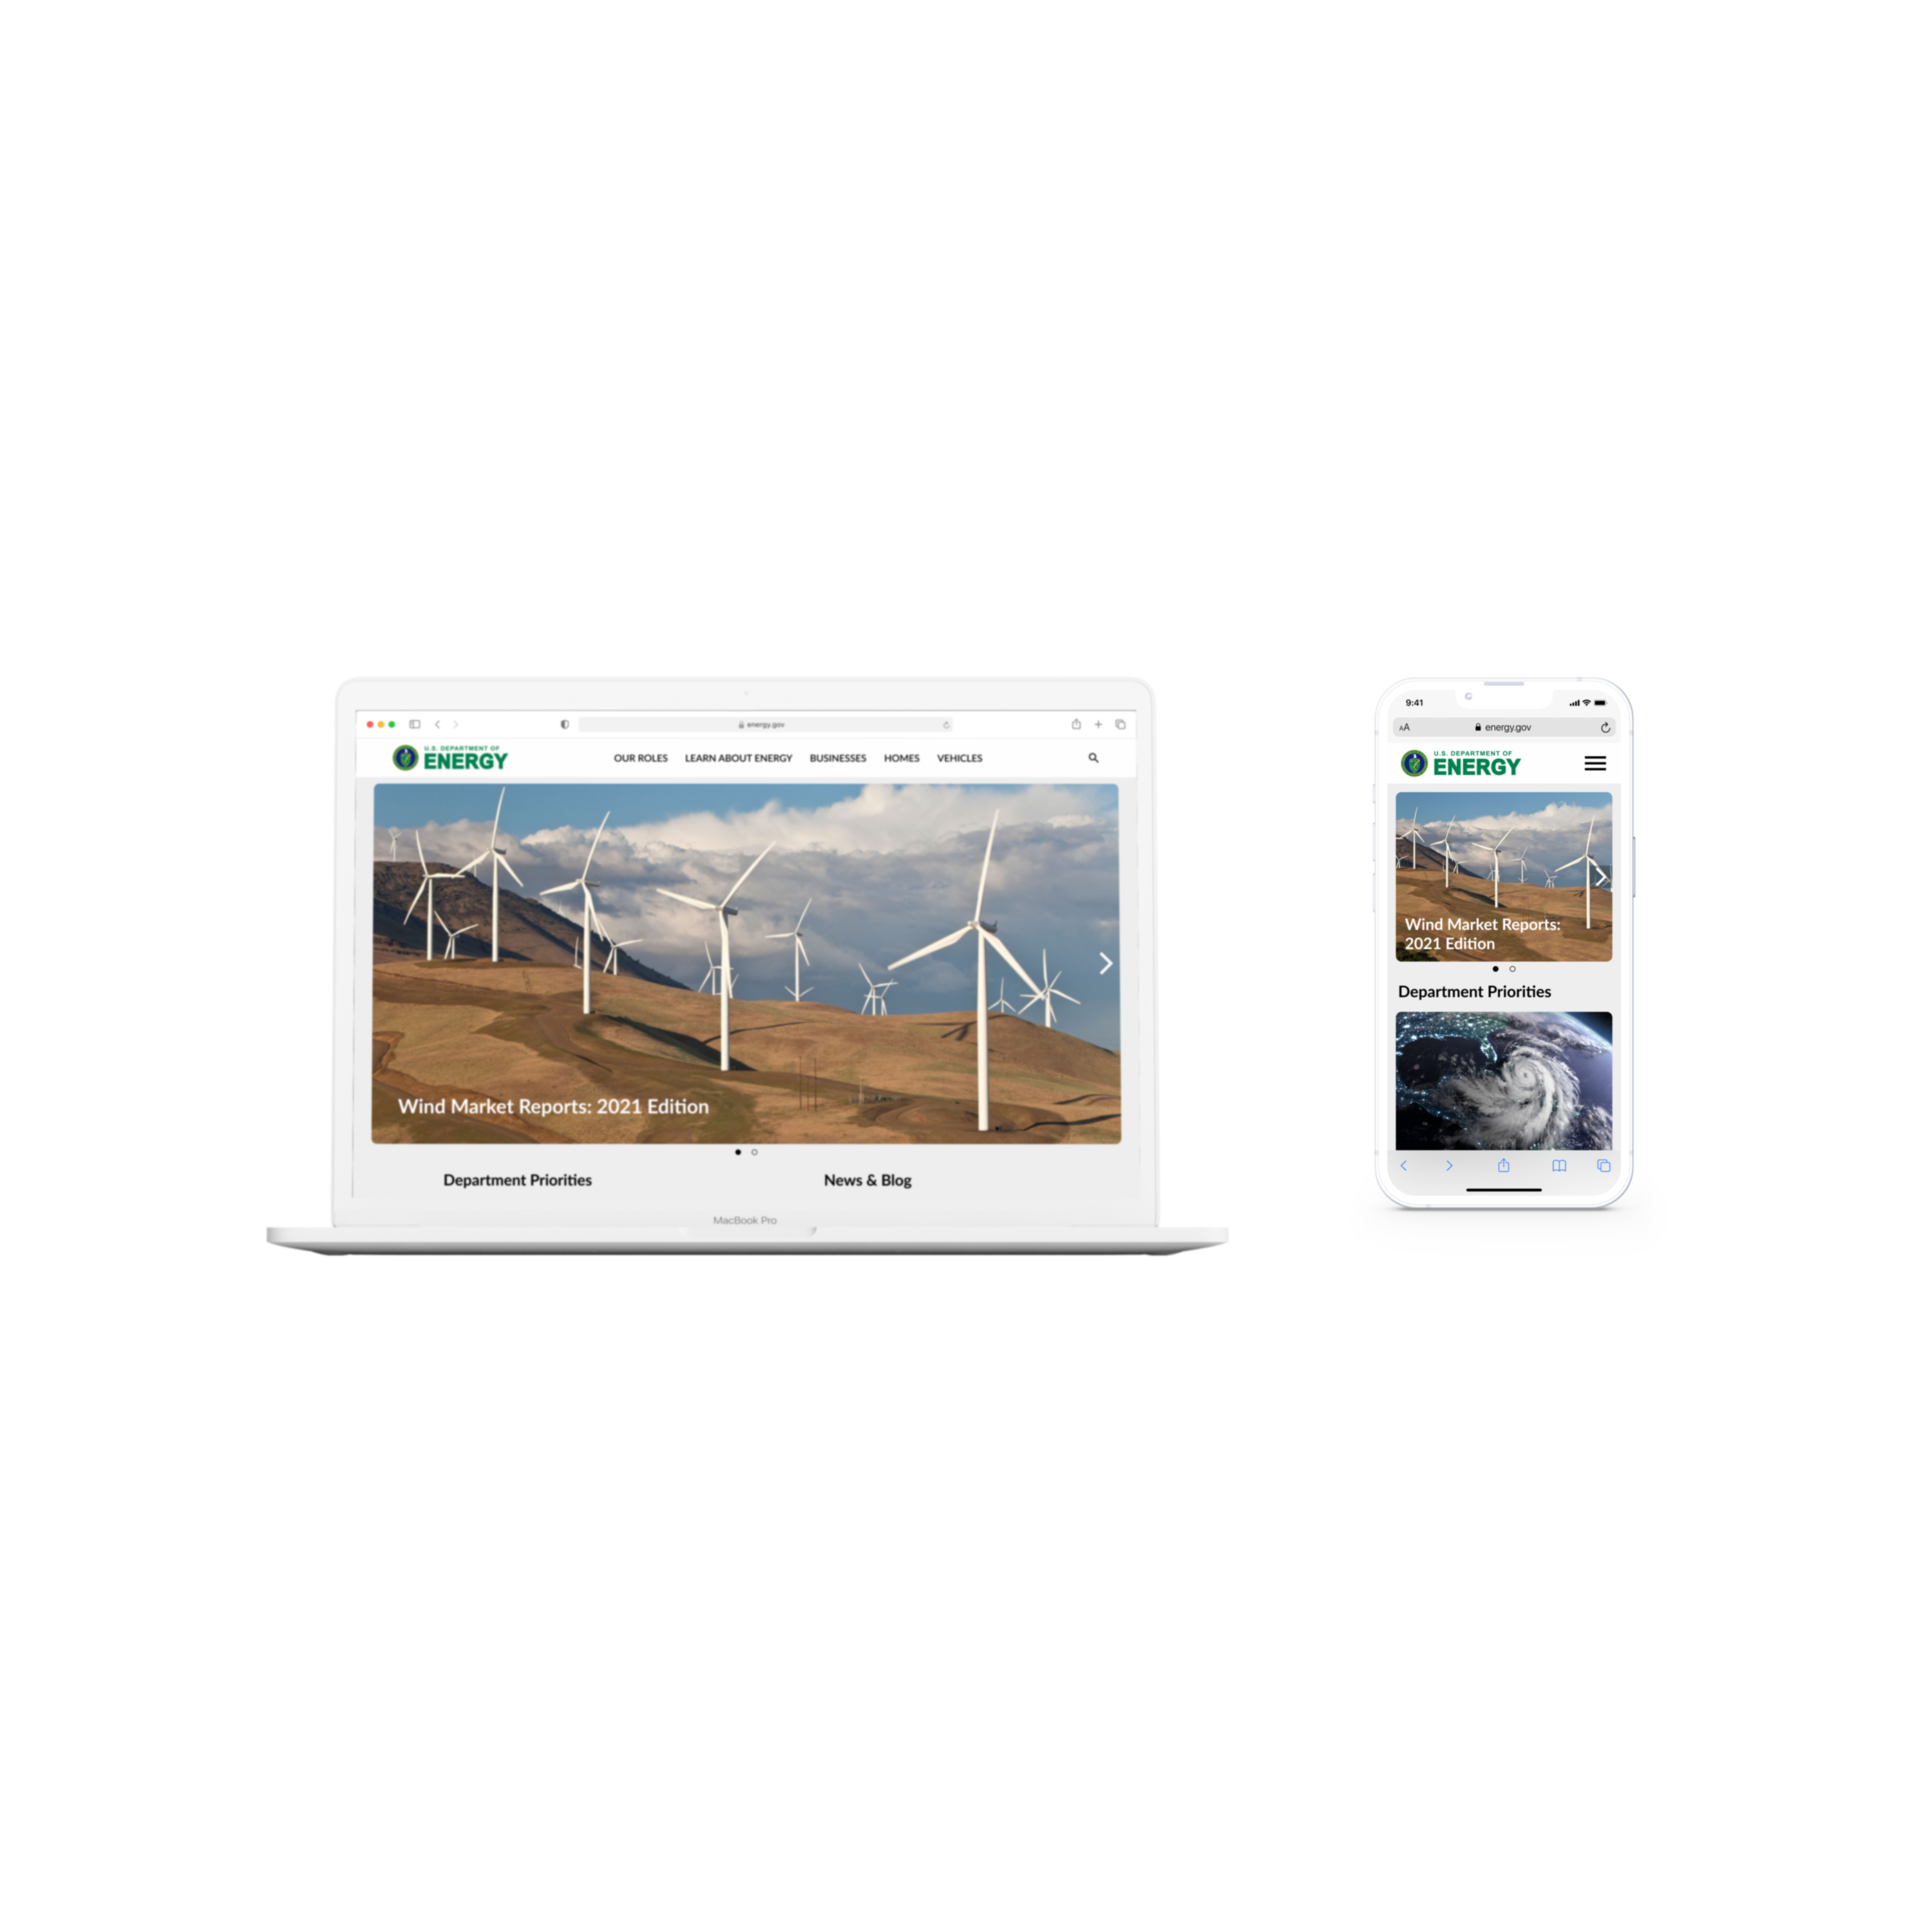 energy.gov
U.S. DEPARTMENT OF
ENERGY
OUR ROLES LEARN ABOUT ENERGY BUSINESSES HOMES VEHICLES
Wind Market Reports: 2021 Edition
Department Priorities News & Blog
MacBook Pro
9:41
AA energy.gov
U.S. DEPARTMENT OF
ENERGY
Wind Market Reports:
2021 Edition
Department Priorities